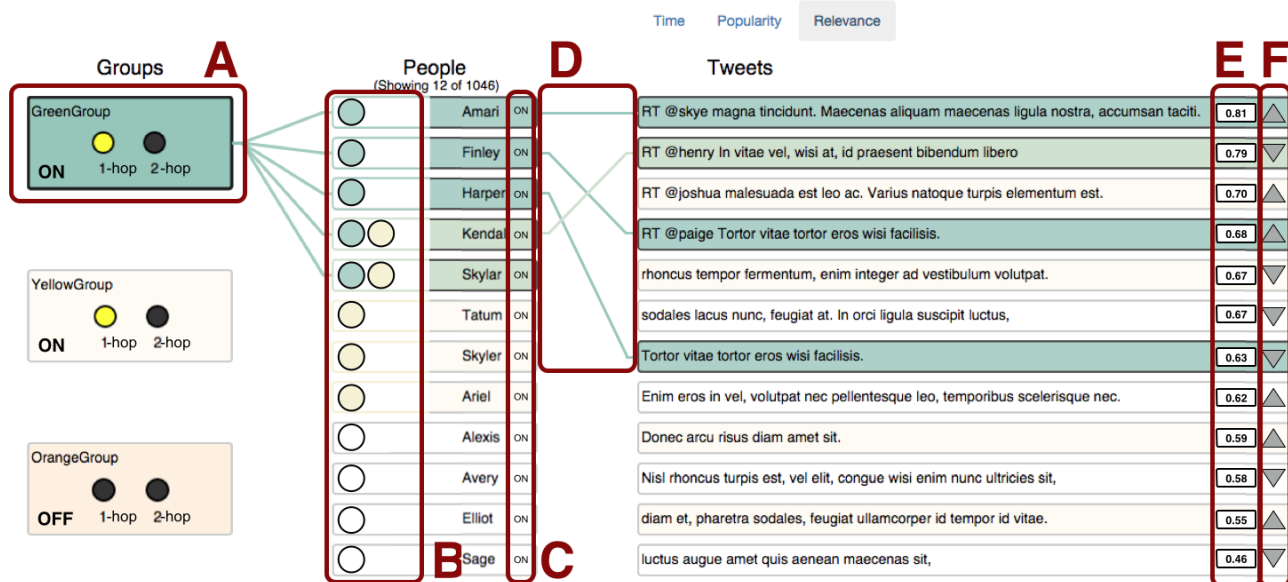 Time Popularity Relevance
A D E F
Groups People Tweets
(Showing 12 of 1046)
GreenGroup
ON 1-hop 2-hop
YellowGroup
ON 1-hop 2-hop
OrangeGroup
OFF 1-hop 2-hop
Amari ON
Finley ON
Harper ON
Kendal ON
Skylar ON
Tatum ON
Skyler ON
Ariel ON
Alexis ON
Avery ON
Elliot ON
Sage ON
B C
RT @skye magna tincidunt. Maecenas aliquam maecenas ligula nostra, accumsan taciti. 0.81
RT @henry In vitae vel, wisi at, id praesent bibendum libero 0.79
RT @joshua malesuada est leo ac. Varius natoque turpis elementum est. 0.70
RT @paige Tortor vitae tortor eros wisi facilisis. 0.68
rhoncus tempor fermentum, enim integer ad vestibulum volutpat. 0.67
sodales lacus nunc, feugiat at. In orci ligula suscipit luctus, 0.67
Tortor vitae tortor eros wisi facilisis. 0.63
Enim eros in vel, volutpat nec pellentesque leo, temporibus scelerisque nec. 0.62
Donec arcu risus diam amet sit. 0.59
Nisl rhoncus turpis est, vel elit, congue wisi enim nunc ultricies sit, 0.58
diam et, pharetra sodales, feugiat ullamcorper id tempor id vitae. 0.55
luctus augue amet quis aenean maecenas sit, 0.46